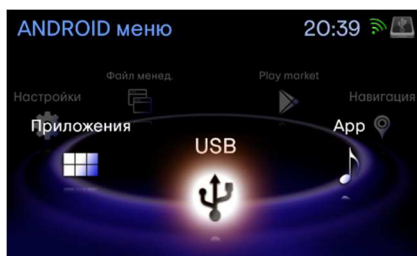 ANDROID меню 20:39
Файл менед. Play market
Настройки Навигация
Приложения App
USB